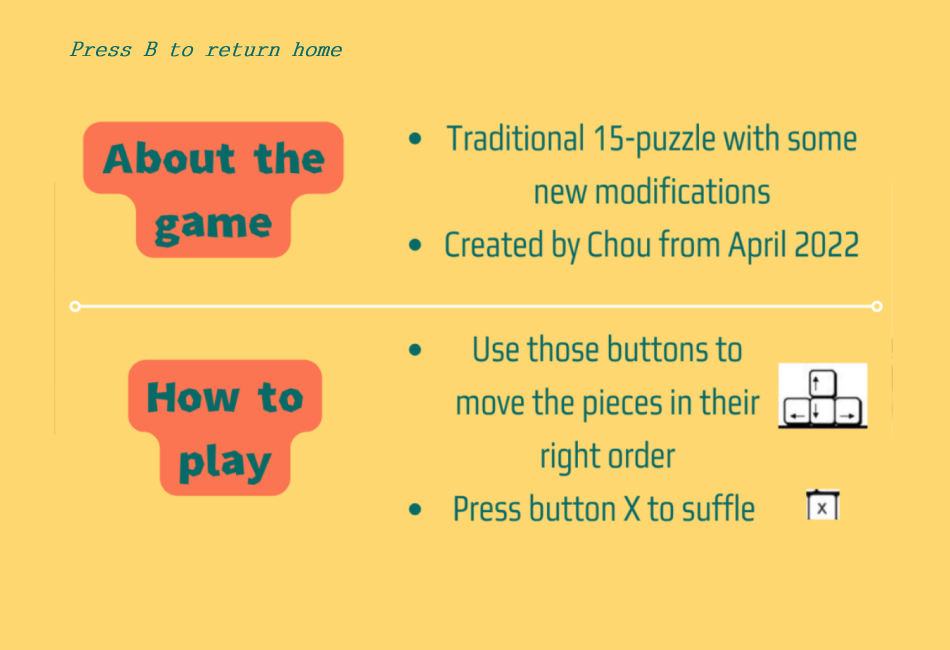 Press B to return home
About the
game
• Traditional 15-puzzle with some
new modifications
• Created by Chou from April 2022
How to
play
• Use those buttons to
move the pieces in their
right order
↑
← ↓ →
• Press button X to suffle
X